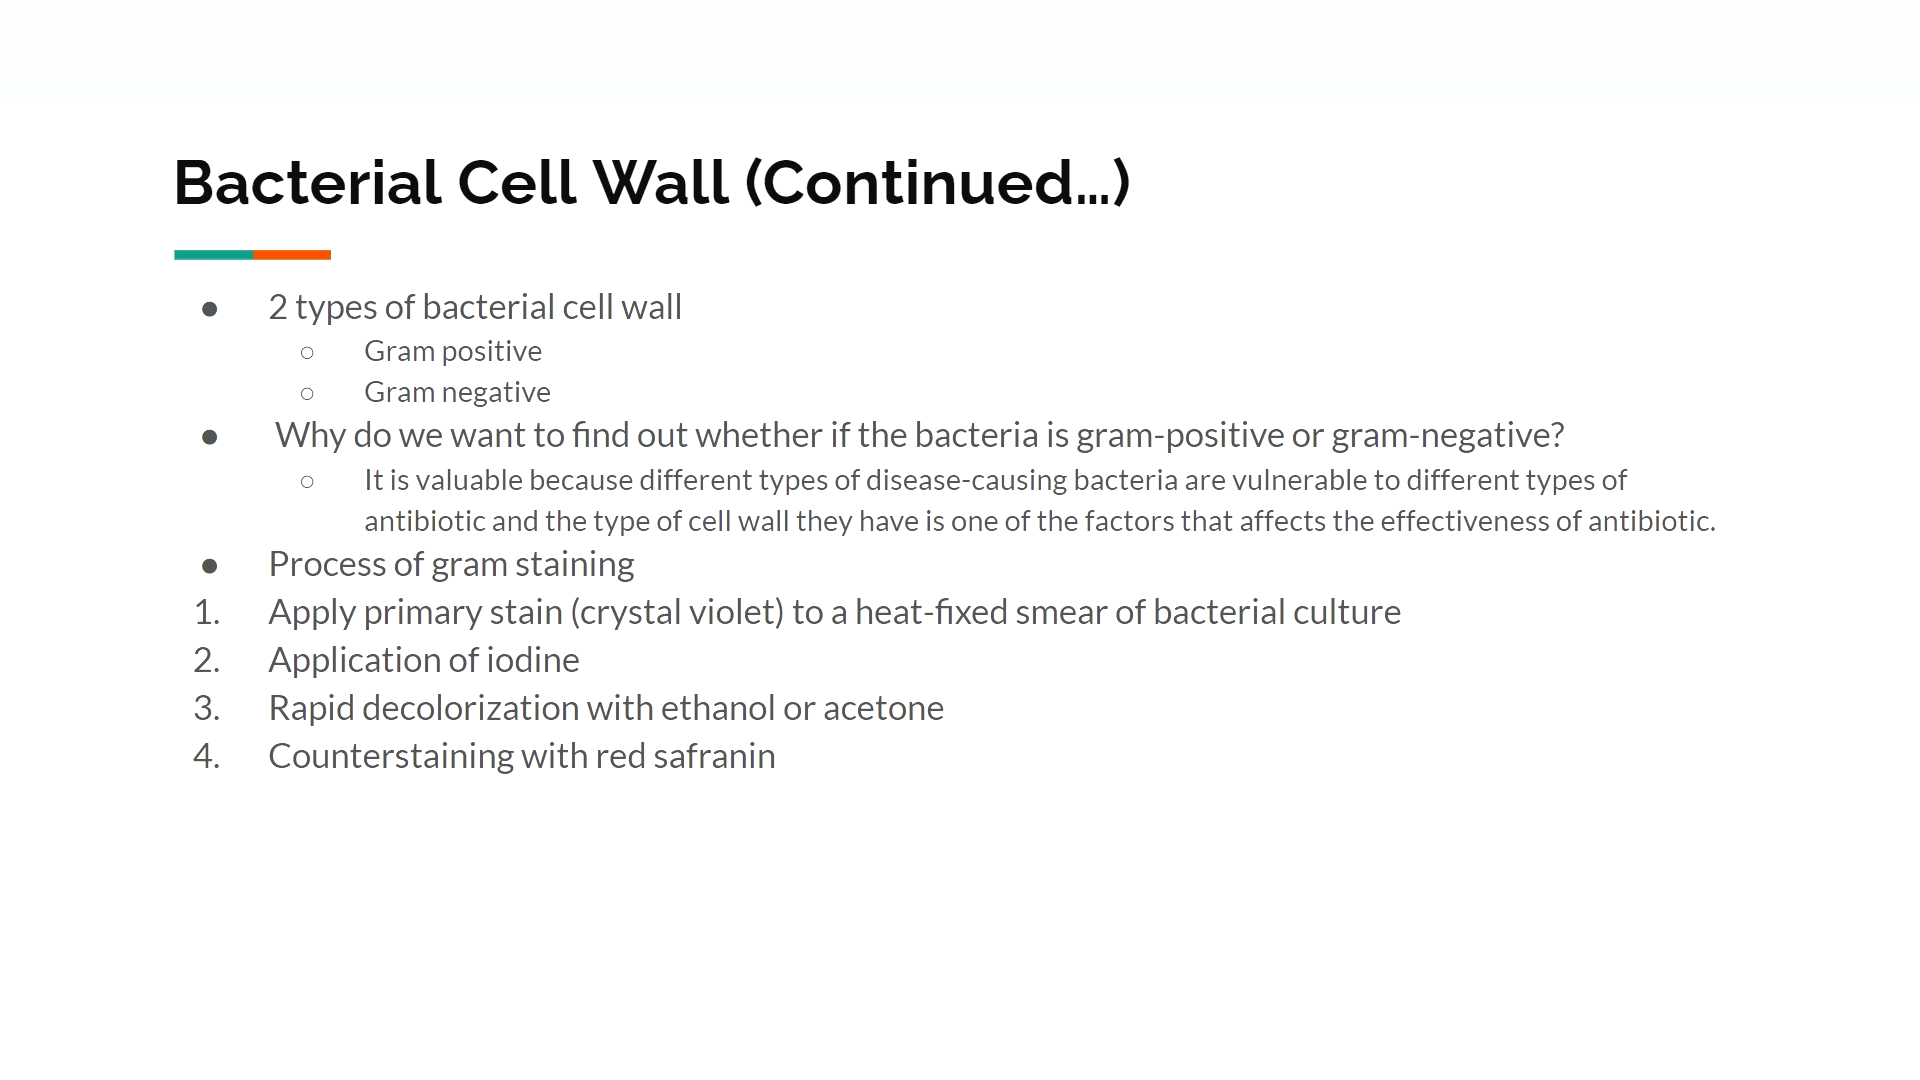 Bacterial Cell Wall (Continued...)
● 2 types of bacterial cell wall
○ Gram positive
○ Gram negative
● Why do we want to find out whether if the bacteria is gram-positive or gram-negative?
○ It is valuable because different types of disease-causing bacteria are vulnerable to different types of
antibiotic and the type of cell wall they have is one of the factors that affects the effectiveness of antibiotic.
● Process of gram staining
1. Apply primary stain (crystal violet) to a heat-fixed smear of bacterial culture
2. Application of iodine
3. Rapid decolorization with ethanol or acetone
4. Counterstaining with red safranin